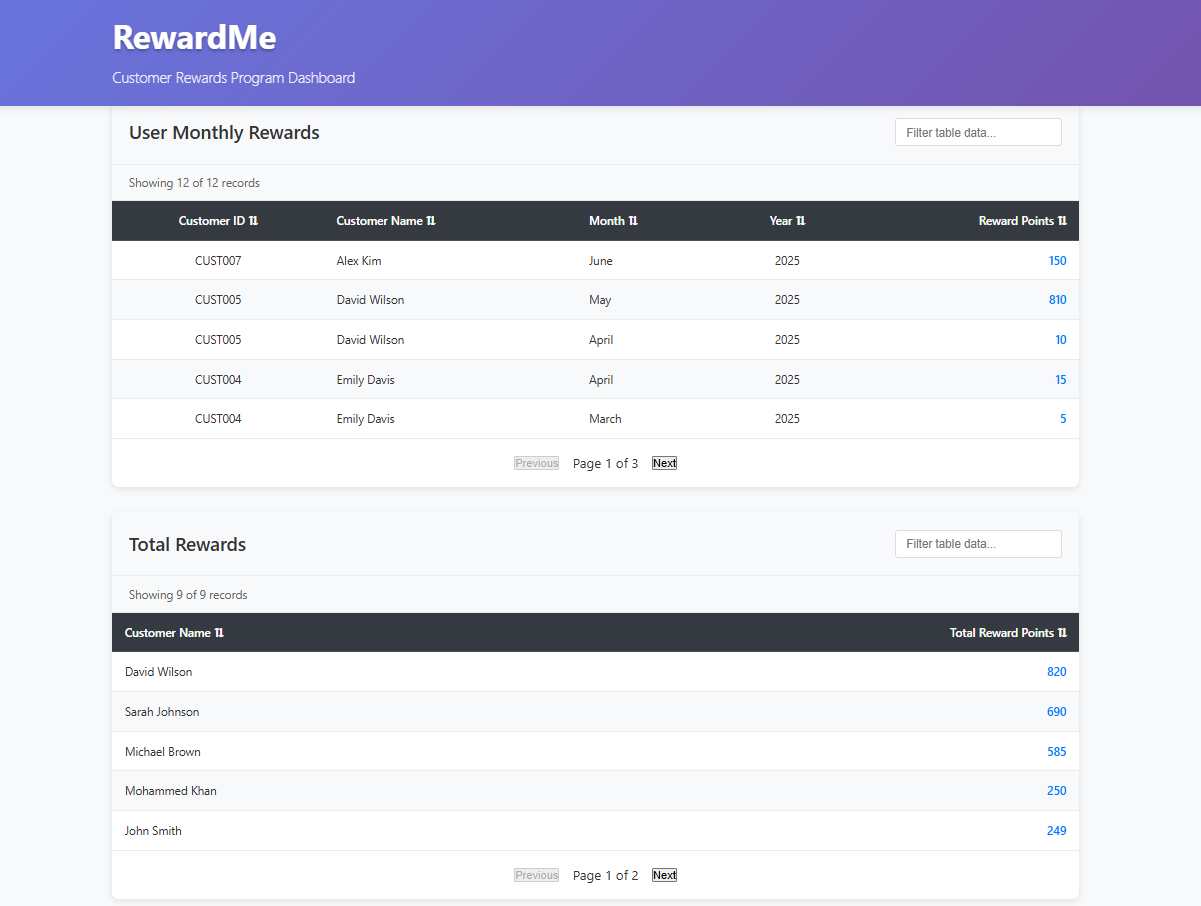 RewardMe
Customer Rewards Program Dashboard
User Monthly Rewards Filter table data...
Showing 12 of 12 records
Customer ID ⇅ Customer Name ⇅ Month ⇅ Year ⇅ Reward Points ⇅
CUST007 Alex Kim June 2025 150
CUST005 David Wilson May 2025 810
CUST005 David Wilson April 2025 10
CUST004 Emily Davis April 2025 15
CUST004 Emily Davis March 2025 5
Previous Page 1 of 3 Next
Total Rewards Filter table data...
Showing 9 of 9 records
Customer Name ⇅ Total Reward Points ⇅
David Wilson 820
Sarah Johnson 690
Michael Brown 585
Mohammed Khan 250
John Smith 249
Previous Page 1 of 2 Next